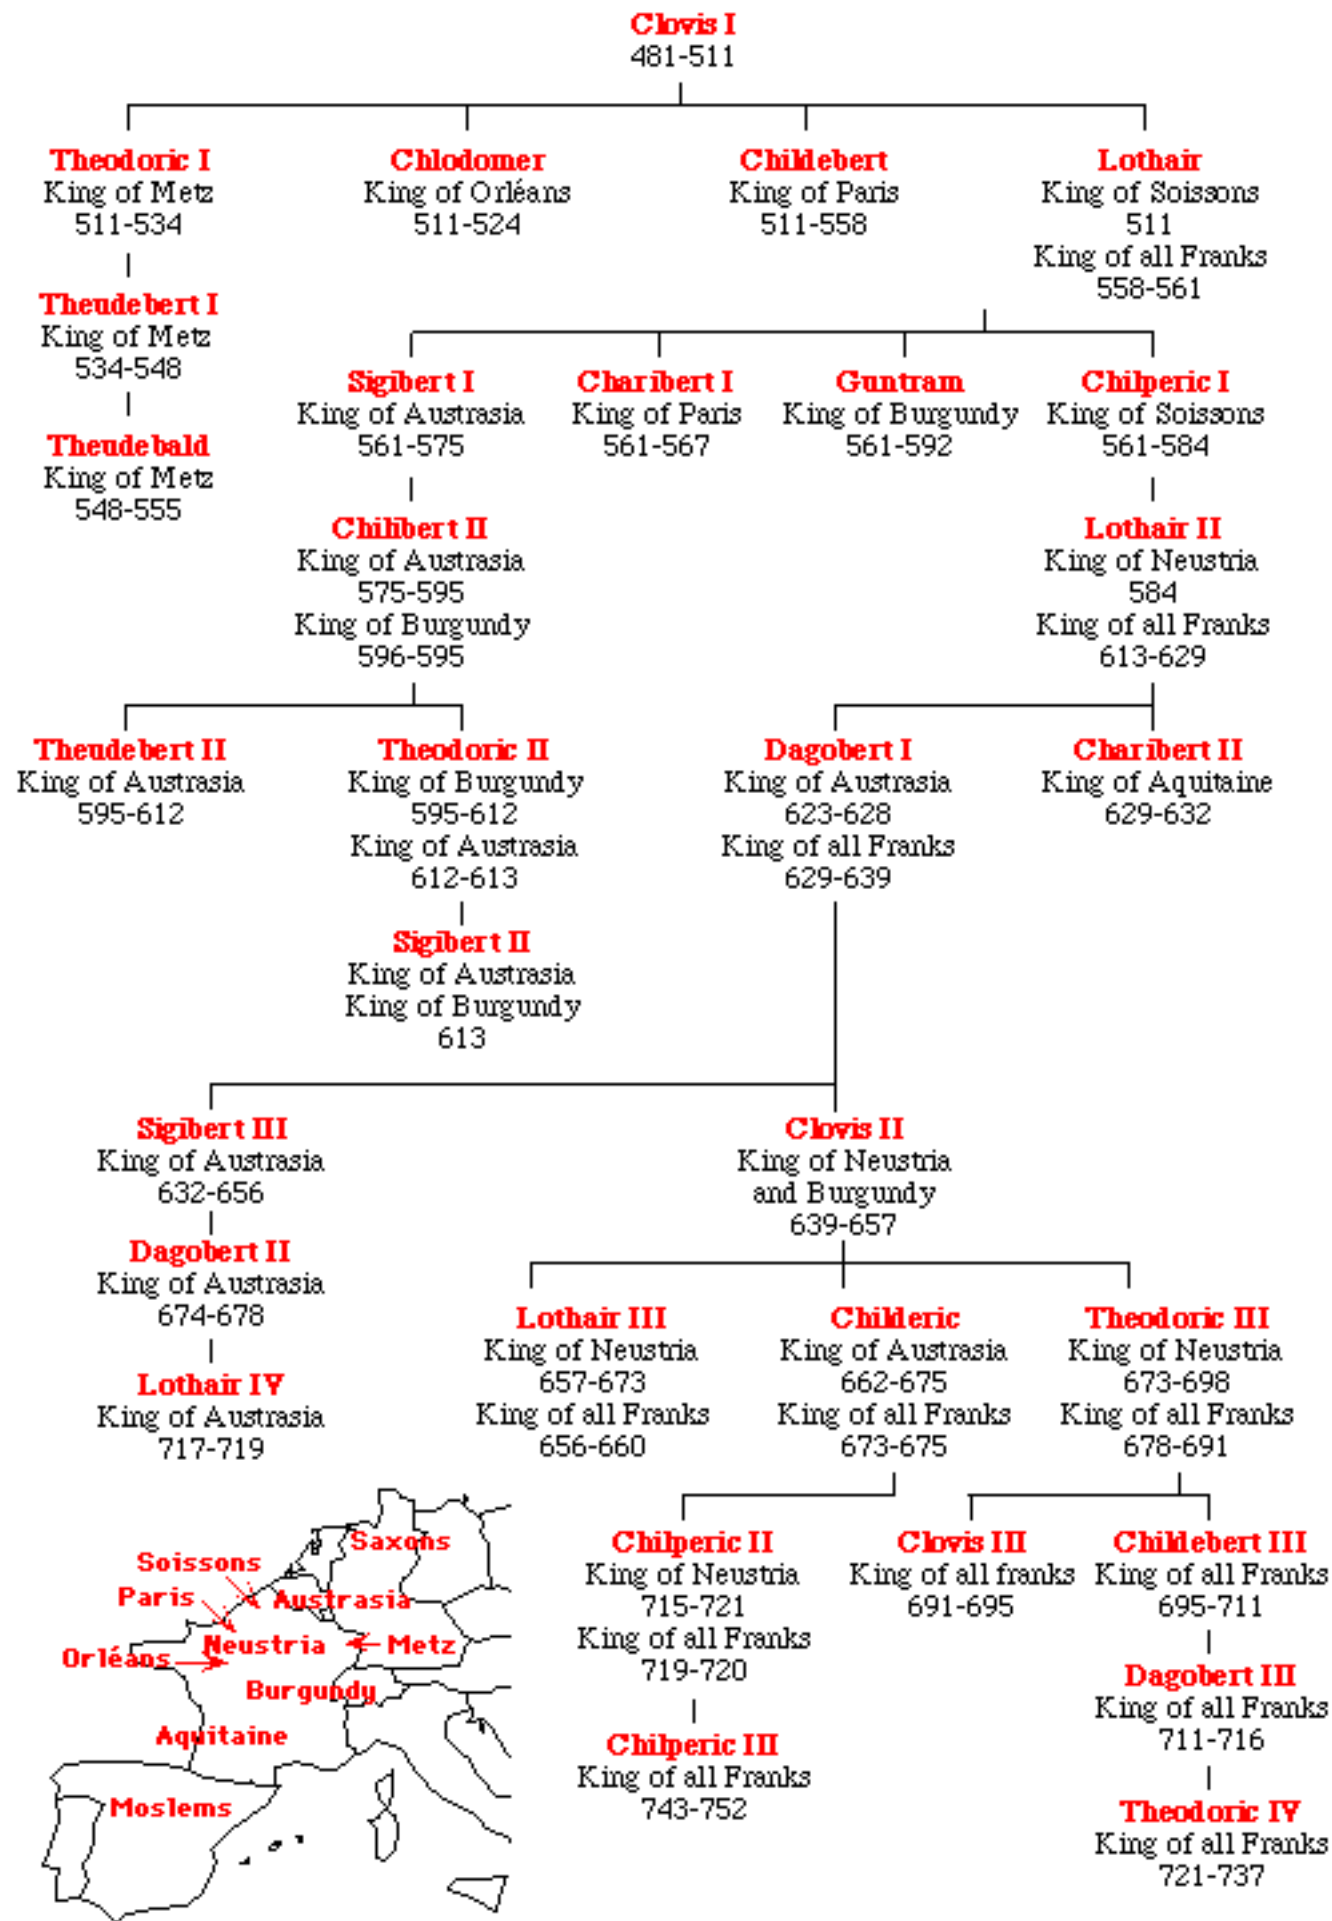 Clovis I
481-511
Theodoric I
King of Metz
511-534
Chlodomer
King of Orléans
511-524
Childebert
King of Paris
511-558
Lothair
King of Soissons
511
King of all Franks
558-561
Theudebert I
King of Metz
534-548
Theudebald
King of Metz
548-555
Sigibert I
King of Austrasia
561-575
Charibert I
King of Paris
561-567
Guntram
King of Burgundy
561-592
Chilperic I
King of Soissons
561-584
Chilibert II
King of Austrasia
575-595
King of Burgundy
596-595
Lothair II
King of Neustria
584
King of all Franks
613-629
Theudebert II
King of Austrasia
595-612
Theodoric II
King of Burgundy
595-612
King of Austrasia
612-613
Dagobert I
King of Austrasia
623-628
King of all Franks
629-639
Charibert II
King of Aquitaine
629-632
Sigibert II
King of Austrasia
King of Burgundy
613
Sigibert III
King of Austrasia
632-656
Clovis II
King of Neustria
and Burgundy
639-657
Dagobert II
King of Austrasia
674-678
Lothair IV
King of Austrasia
717-719
Lothair III
King of Neustria
657-673
King of all Franks
656-660
Childeric
King of Austrasia
662-675
King of all Franks
673-675
Theodoric III
King of Neustria
673-698
King of all Franks
678-691
Chilperic II
King of Neustria
715-721
King of all Franks
719-720
Clovis III
King of all franks
691-695
Childebert III
King of all Franks
695-711
Chilperic III
King of all Franks
743-752
Dagobert III
King of all Franks
711-716
Theodoric IV
King of all Franks
721-737
Saxons
Soissons
Paris
Austrasia
Neustria
Metz
Orléans
Burgundy
Aquitaine
Moslems